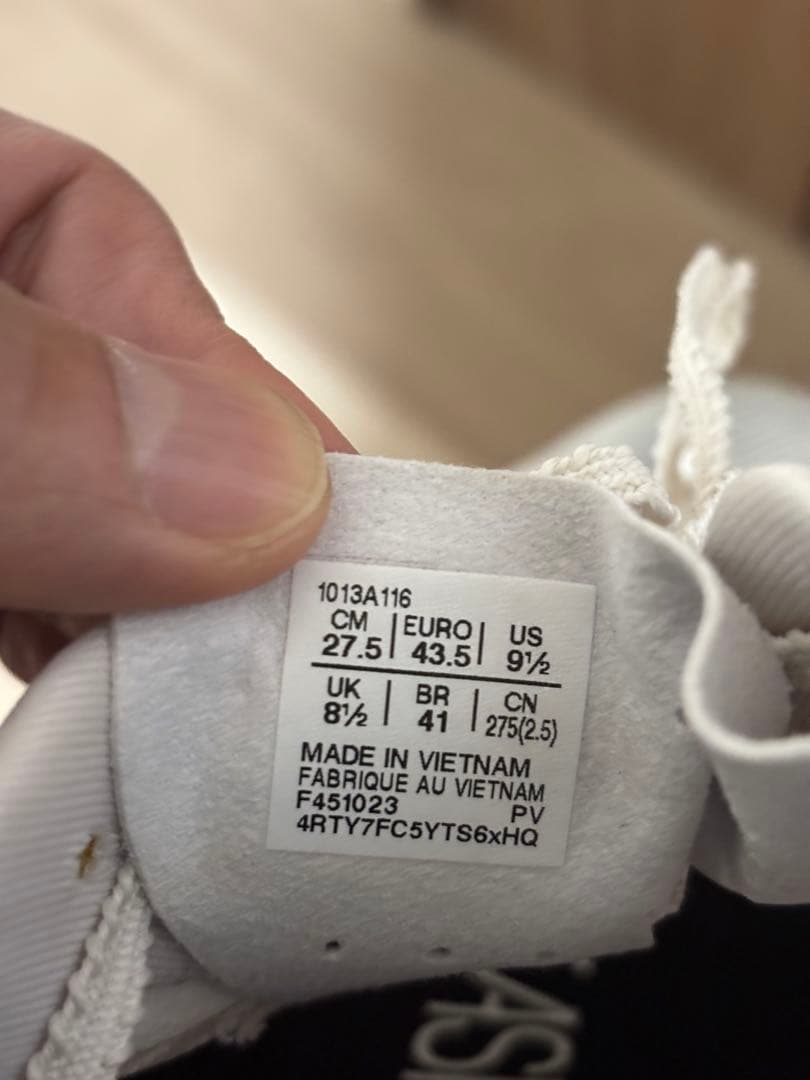 1013A116
CM | EURO | US
27.5 | 43.5 | 9½
UK | BR | CN
8½ | 41 | 275(2.5)
MADE IN VIETNAM
FABRIQUE AU VIETNAM
F451023 PV
4RTY7FC5YTS6xHQ
AS